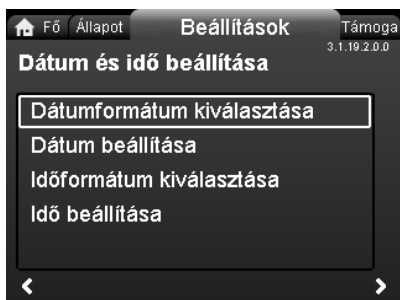 Fő Állapot Beállítások Támoga
3.1.19.2.0.0
Dátum és idő beállítása
Dátumformátum kiválasztása
Dátum beállítása
Időformátum kiválasztása
Idő beállítása